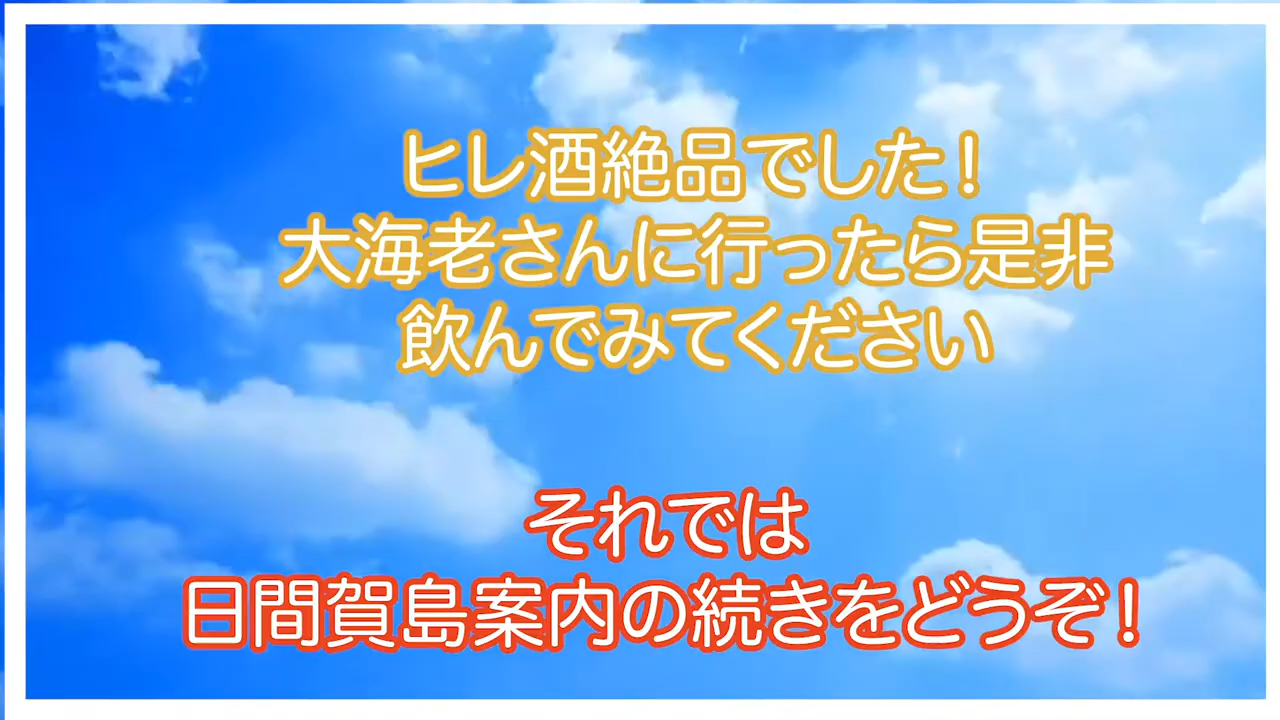 ヒレ酒絶品でした！
大海老さんに行ったら是非
飲んでみてください
それでは
日間賀島案内の続きをどうぞ！